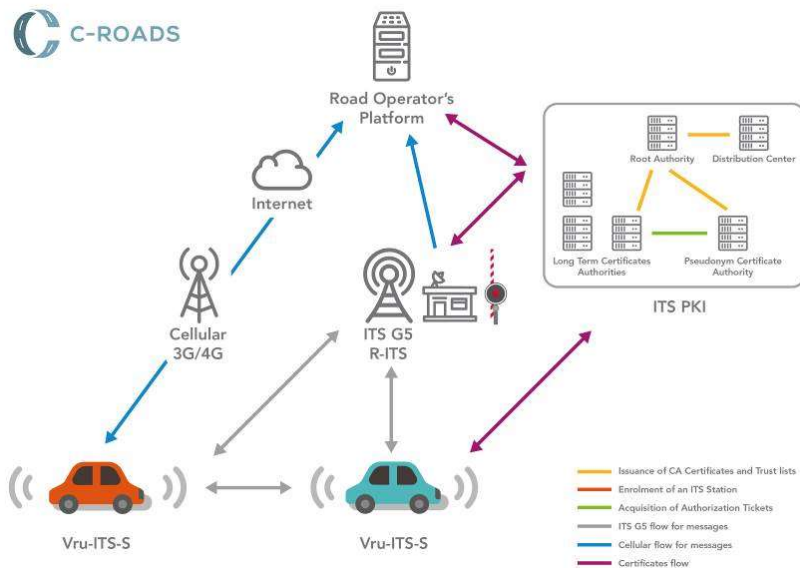 C-ROADS
Road Operator's
Platform
Internet
Cellular
3G/4G
ITS G5
R-ITS
Root Authority
Distribution Center
Long Term Certificates
Authorities
Pseudonym Certificate
Authority
ITS PKI
Vru-ITS-S
Vru-ITS-S
Issuance of CA Certificates and Trust lists
Enrolment of an ITS Station
Acquisition of Authorization Tickets
ITS G5 flow for messages
Cellular flow for messages
Certificates flow